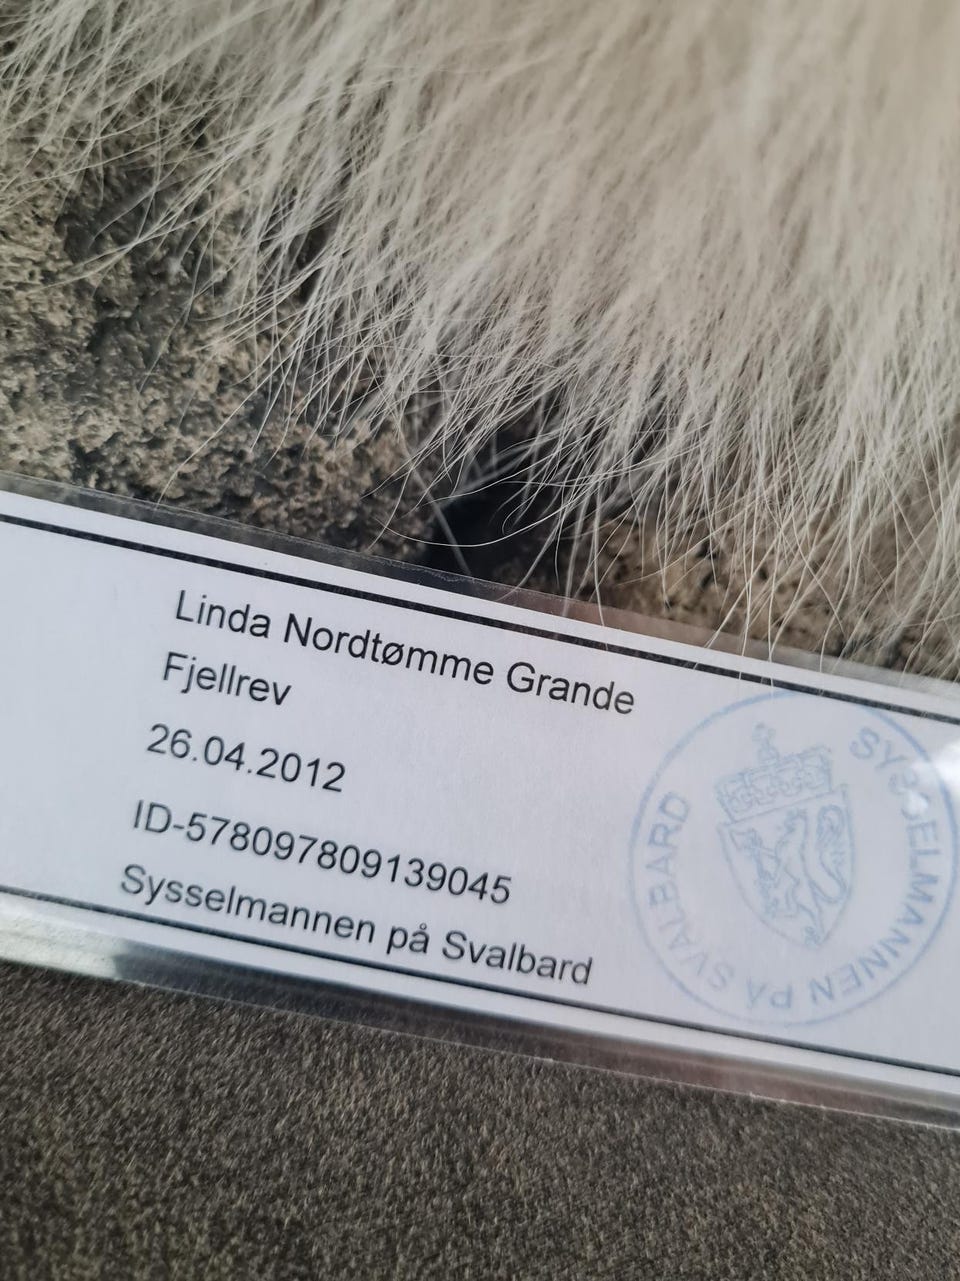 Linda Nordtømme Grande
Fjellrev
26.04.2012
ID-578097809139045
Sysselmannen på Svalbard
SYSSELMANNEN PÅ SVALBARD